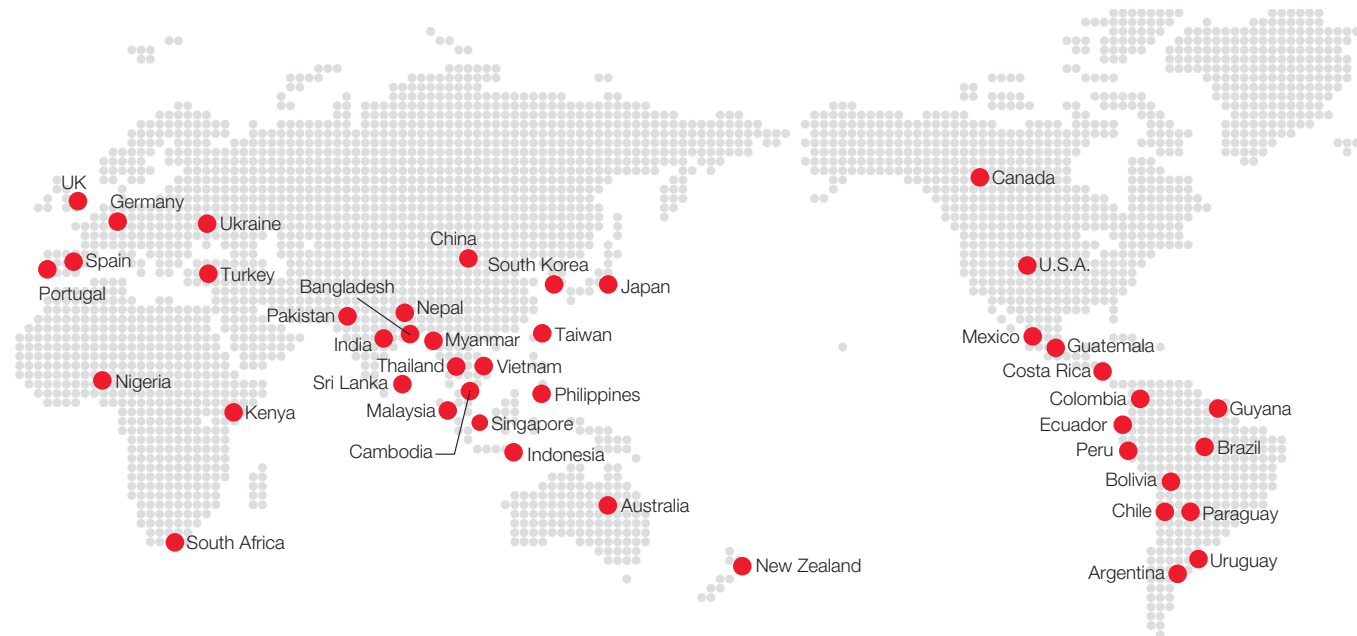 UK
Germany
Ukraine
Spain
Portugal
Turkey
China
South Korea
Japan
Bangladesh
Nepal
Pakistan
India
Myanmar
Taiwan
Thailand
Vietnam
Sri Lanka
Philippines
Malaysia
Singapore
Cambodia
Indonesia
Nigeria
Kenya
South Africa
Australia
New Zealand
Canada
U.S.A.
Mexico
Guatemala
Costa Rica
Colombia
Guyana
Ecuador
Peru
Brazil
Bolivia
Chile
Paraguay
Uruguay
Argentina